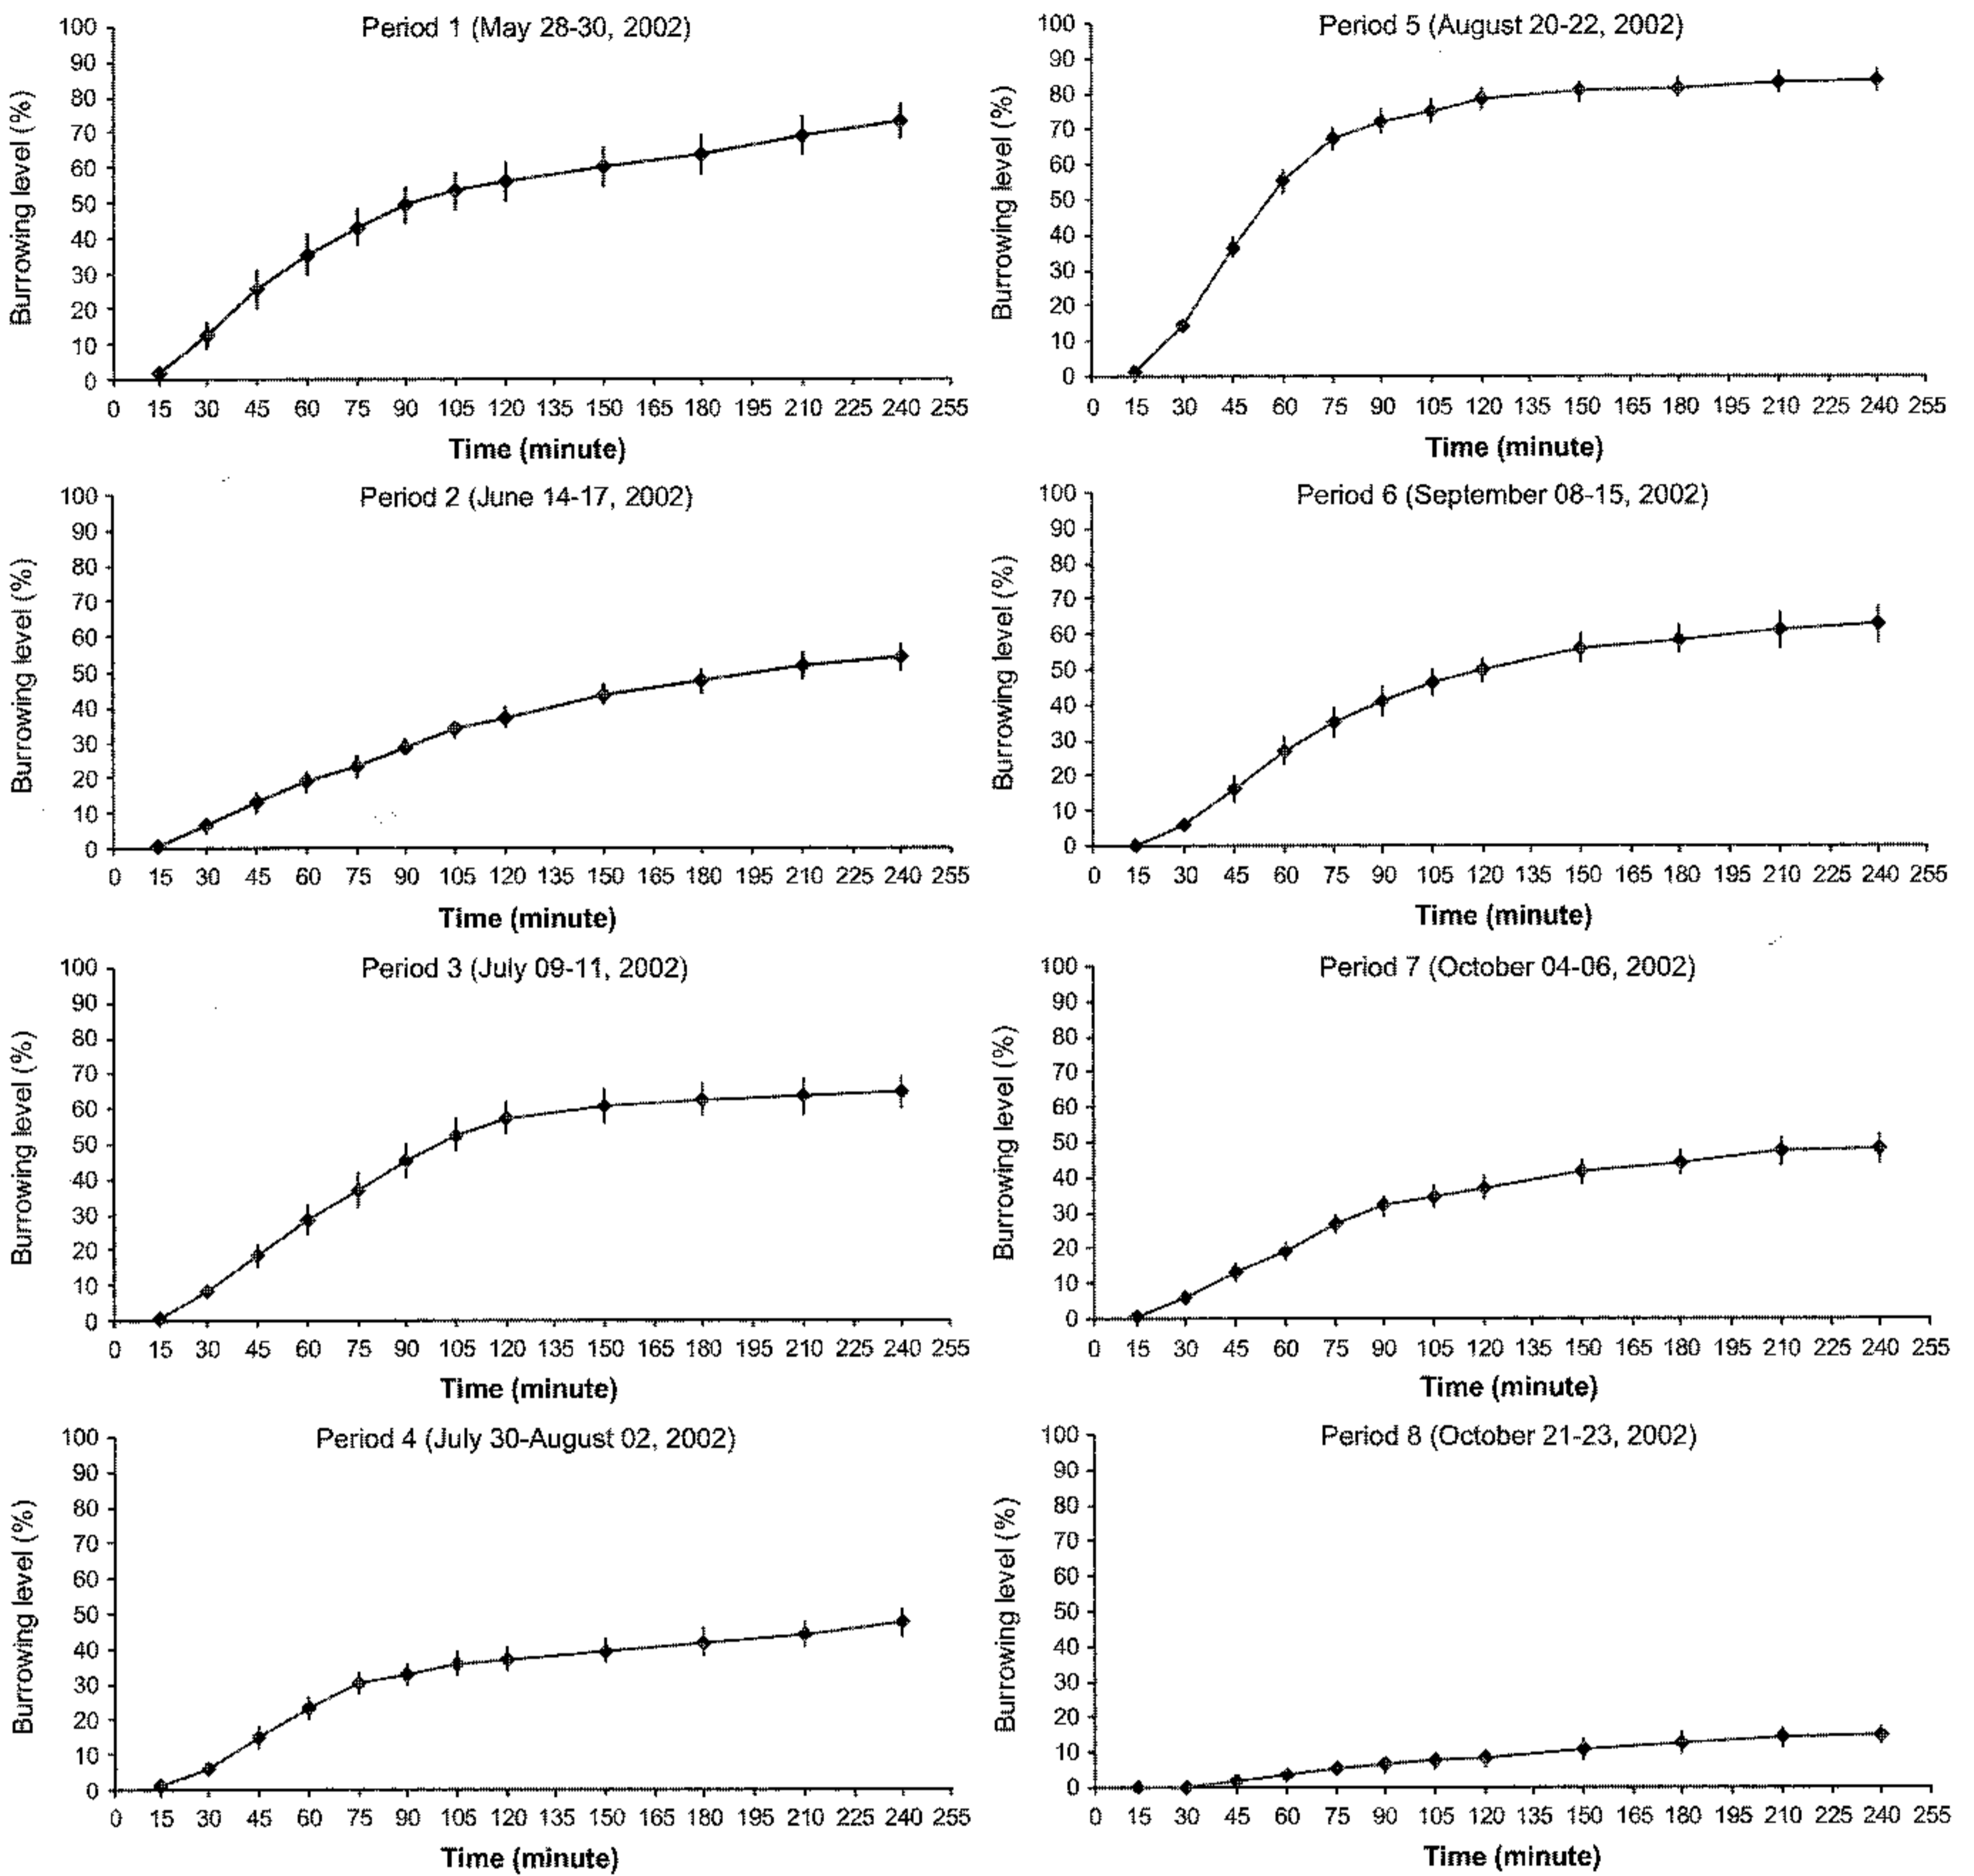 Period 1 (May 28-30, 2002)
Burrowing level (%)
100
90
80
70
60
50
40
30
20
10
0
0 15 30 45 60 75 90 105 120 135 150 165 180 195 210 225 240 255
Time (minute)
Period 5 (August 20-22, 2002)
Burrowing level (%)
100
90
80
70
60
50
40
30
20
10
0
0 15 30 45 60 75 90 105 120 135 150 165 180 195 210 225 240 255
Time (minute)
Period 2 (June 14-17, 2002)
Burrowing level (%)
100
90
80
70
60
50
40
30
20
10
0
0 15 30 45 60 75 90 105 120 135 150 165 180 195 210 225 240 255
Time (minute)
Period 6 (September 08-15, 2002)
Burrowing level (%)
100
90
80
70
60
50
40
30
20
10
0
0 15 30 45 60 75 90 105 120 135 150 165 180 195 210 225 240 255
Time (minute)
Period 3 (July 09-11, 2002)
Burrowing level (%)
100
90
80
70
60
50
40
30
20
10
0
0 15 30 45 60 75 90 105 120 135 150 165 180 195 210 225 240 255
Time (minute)
Period 7 (October 04-06, 2002)
Burrowing level (%)
100
90
80
70
60
50
40
30
20
10
0
0 15 30 45 60 75 90 105 120 135 150 165 180 195 210 225 240 255
Time (minute)
Period 4 (July 30-August 02, 2002)
Burrowing level (%)
100
90
80
70
60
50
40
30
20
10
0
0 15 30 45 60 75 90 105 120 135 150 165 180 195 210 225 240 255
Time (minute)
Period 8 (October 21-23, 2002)
Burrowing level (%)
100
90
80
70
60
50
40
30
20
10
0
0 15 30 45 60 75 90 105 120 135 150 165 180 195 210 225 240 255
Time (minute)